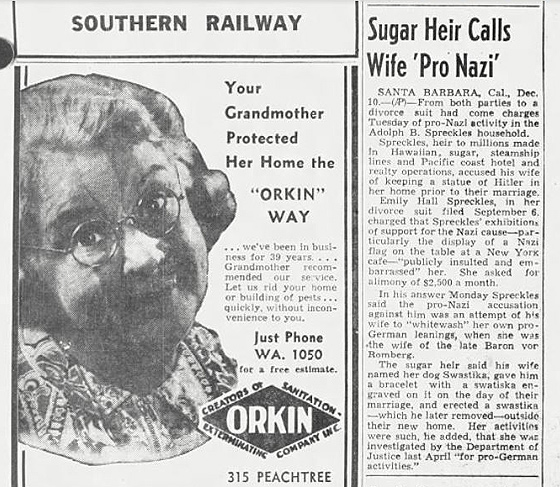 SOUTHERN RAILWAY
Your
Grandmother
Protected
Her Home the
"ORKIN"
WAY
... we've been in busi-
ness for 39 years. . . .
Grandmother recom-
mended our service.
Let us rid your home
or building of pests...
quickly, without incon-
venience to you.
Just Phone
WA. 1050
for a free estimate.
CREATORS OF SANITATION
ORKIN
EXTERMINATING COMPANY INC.
315 PEACHTREE
Sugar Heir Calls
Wife 'Pro Nazi'
SANTA BARBARA, Cal., Dec.
10.—(AP)—From both parties to a
divorce suit had come charges
Tuesday of pro-Nazi activity in the
Adolph B. Spreckles household.
Spreckles, heir to millions made
in Hawaiian, sugar, steamship
lines and Pacific coast hotel and
realty operations, accused his wife
of keeping a statue of Hitler in
her home prior to their marriage.
Emily Hall Spreckles, in her
divorce suit filed September 6,
charged that Spreckles' exhibitions
of support for the Nazi cause—par-
ticularly the display of a Nazi
flag on the table at a New York
cafe—"publicly insulted and em-
barrassed" her. She asked for
alimony of $2,500 a month.
In his answer Monday Spreckles
said the pro-Nazi accusation
against him was an attempt of his
wife to "whitewash" her own pro-
German leanings, when she was
the wife of the late Baron vor
Romberg.
The sugar heir said his wife
named her dog Swastika, gave him
a bracelet with a swatiska en-
graved on it on the day of their
marriage, and erected a swastika
—which he later removed—outside
their new home. Her activities
were such, he added, that she was
investigated by the Department of
Justice last April "for pro-German
activities."